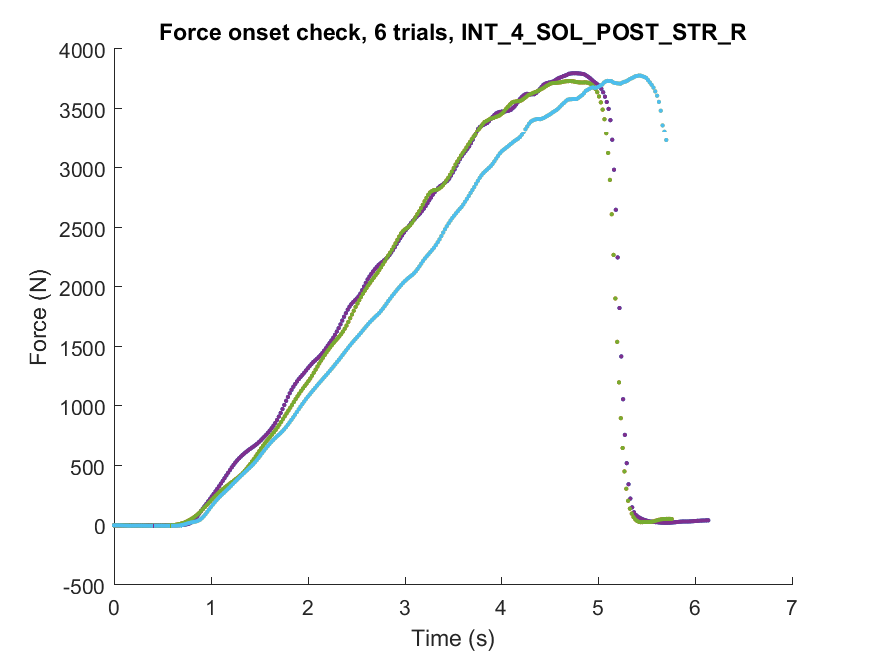 Force onset check, 6 trials, INT_4_SOL_POST_STR_R
4000
3500
3000
2500
2000
1500
1000
500
0
-500
Force (N)
0 1 2 3 4 5 6 7
Time (s)